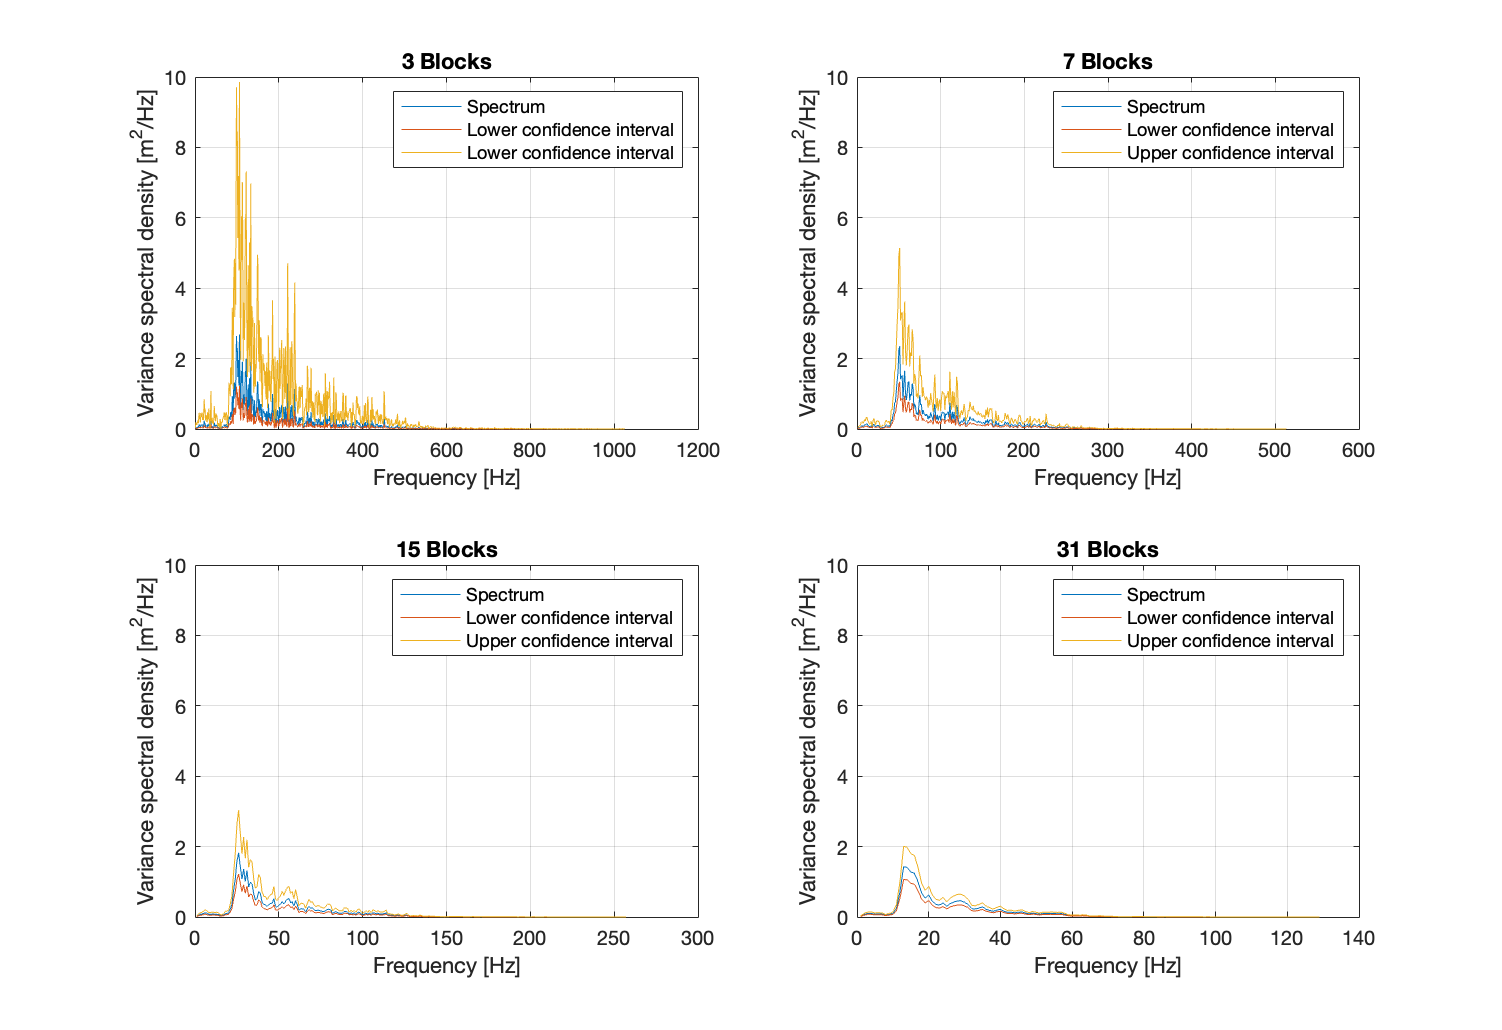 3 Blocks
10
8
6
4
2
0
Variance spectral density [m²/Hz]
Spectrum
Lower confidence interval
Lower confidence interval
0 200 400 600 800 1000 1200
Frequency [Hz]
7 Blocks
10
8
6
4
2
0
Variance spectral density [m²/Hz]
Spectrum
Lower confidence interval
Upper confidence interval
0 100 200 300 400 500 600
Frequency [Hz]
15 Blocks
10
8
6
4
2
0
Variance spectral density [m²/Hz]
Spectrum
Lower confidence interval
Upper confidence interval
0 50 100 150 200 250 300
Frequency [Hz]
31 Blocks
10
8
6
4
2
0
Variance spectral density [m²/Hz]
Spectrum
Lower confidence interval
Upper confidence interval
0 20 40 60 80 100 120 140
Frequency [Hz]